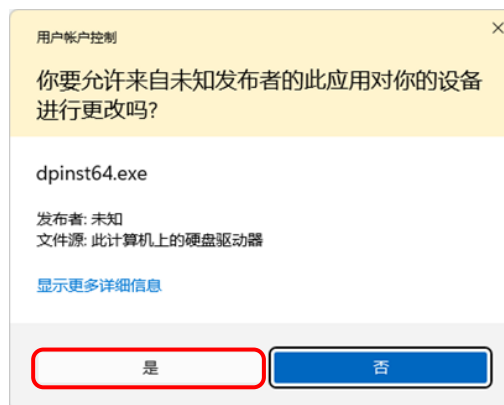 用户帐户控制
你要允许来自未知发布者的此应用对你的设备
进行更改吗?
dpinst64.exe
发布者: 未知
文件源: 此计算机上的硬盘驱动器
显示更多详细信息
是
否